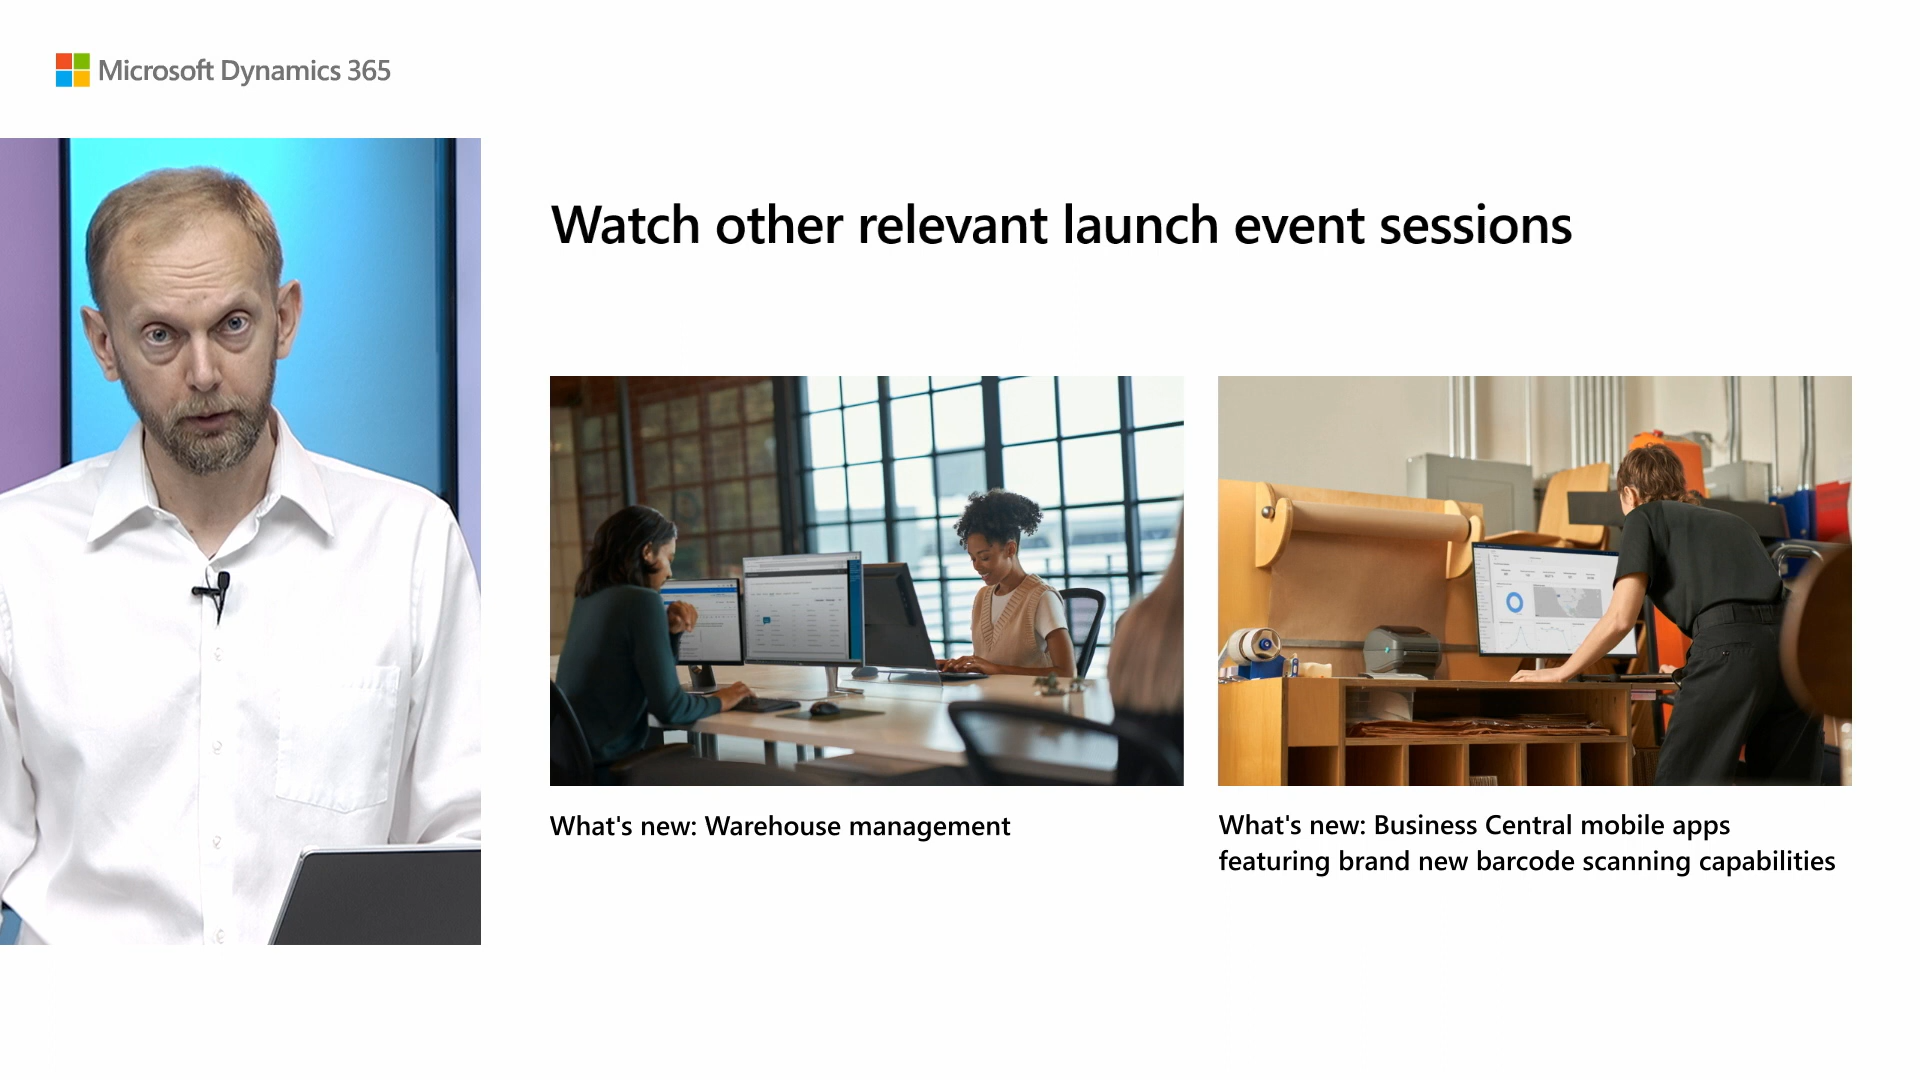 Microsoft Dynamics 365
Watch other relevant launch event sessions
What's new: Warehouse management
What's new: Business Central mobile apps
featuring brand new barcode scanning capabilities